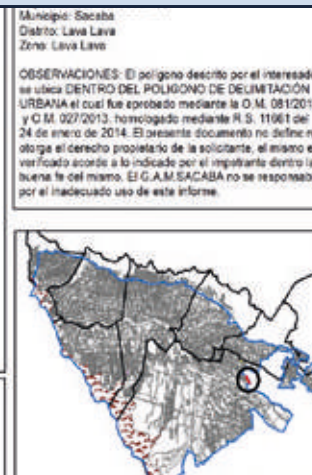 Municipio: Sacaba
Distrito: Lava Lava
Zona: Lava Lava
OBSERVACIONES: El poligono descrito por el interesado
se ubica DENTRO DEL POLIGONO DE DELIMITACIÓN
URBANA el cual fue aprobado mediante la O.M. 081/201
y O.M. 027/2013, homologado mediante R.S. 11661 del
24 de enero de 2014. El presente documento no define n
otorga el derecho propietario de la solicitante, el mismo e
verificado acorde a lo indicado por el impetrante dentro la
buena fe del mismo. El G.A.M.SACABA no se responsab
por el inadecuado uso de este informe.